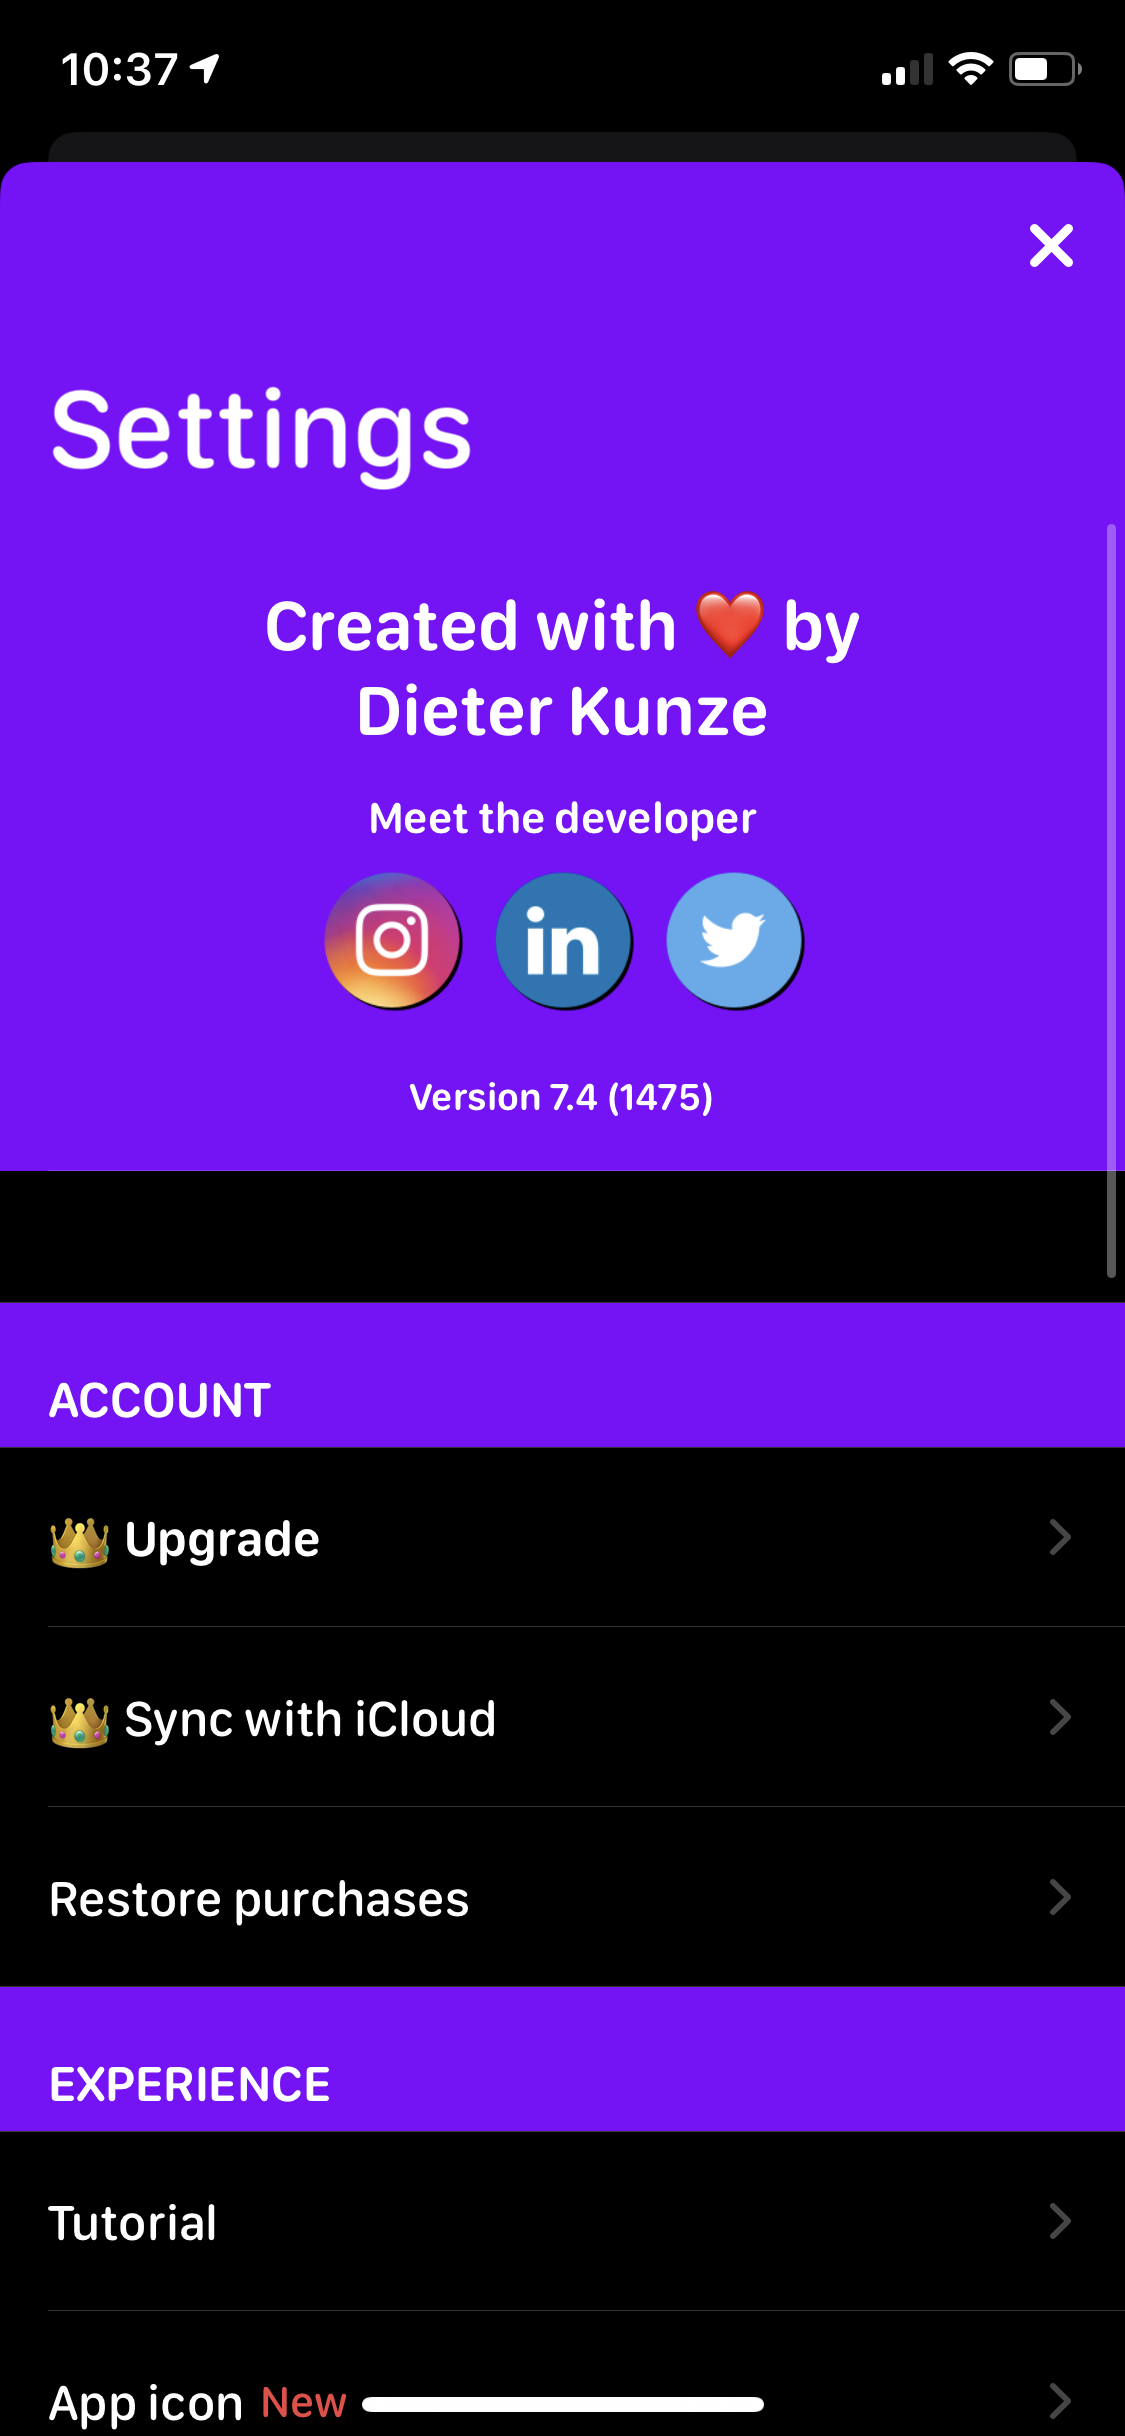 10:37
Settings
Created with ❤️ by
Dieter Kunze
Meet the developer
in
Version 7.4 (1475)
ACCOUNT
👑 Upgrade
👑 Sync with iCloud
Restore purchases
EXPERIENCE
Tutorial
App icon New